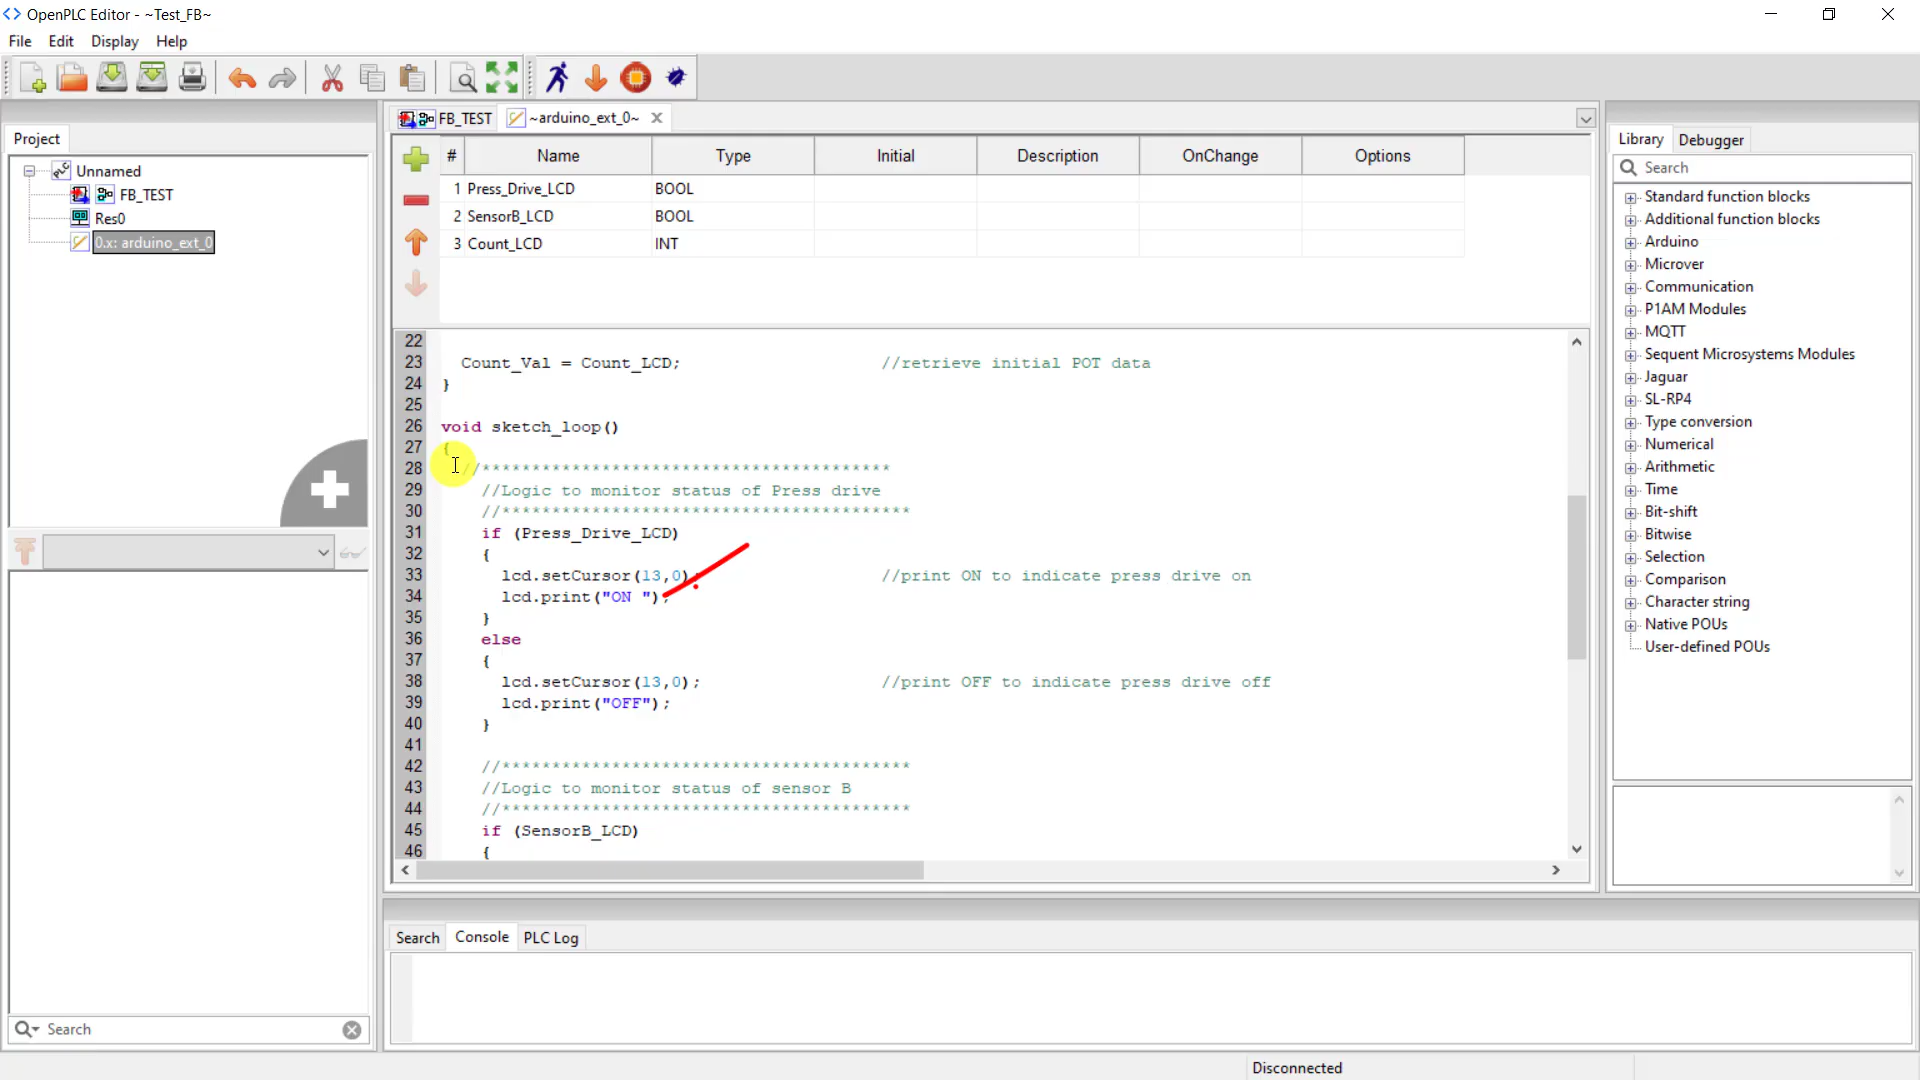 OpenPLC Editor - ~Test_FB~
File Edit Display Help
Project
Unnamed
FB_TEST
Res0
0.x: arduino_ext_0
Search
FB_TEST ~arduino_ext_0~
# Name Type Initial Description OnChange Options
1 Press_Drive_LCD BOOL
2 SensorB_LCD BOOL
3 Count_LCD INT
22
23 Count_Val = Count_LCD; //retrieve initial POT data
24 }
25
26 void sketch_loop()
27 {
28 //*****************************************
29 //Logic to monitor status of Press drive
30 //*****************************************
31 if (Press_Drive_LCD)
32 {
33 lcd.setCursor(13,0); //print ON to indicate press drive on
34 lcd.print("ON ");
35 }
36 else
37 {
38 lcd.setCursor(13,0); //print OFF to indicate press drive off
39 lcd.print("OFF");
40 }
41
42 //*****************************************
43 //Logic to monitor status of sensor B
44 //*****************************************
45 if (SensorB_LCD)
46 {
Search Console PLC Log
Library Debugger
Search
Standard function blocks
Additional function blocks
Arduino
Microver
Communication
P1AM Modules
MQTT
Sequent Microsystems Modules
Jaguar
SL-RP4
Type conversion
Numerical
Arithmetic
Time
Bit-shift
Bitwise
Selection
Comparison
Character string
Native POUs
User-defined POUs
Disconnected